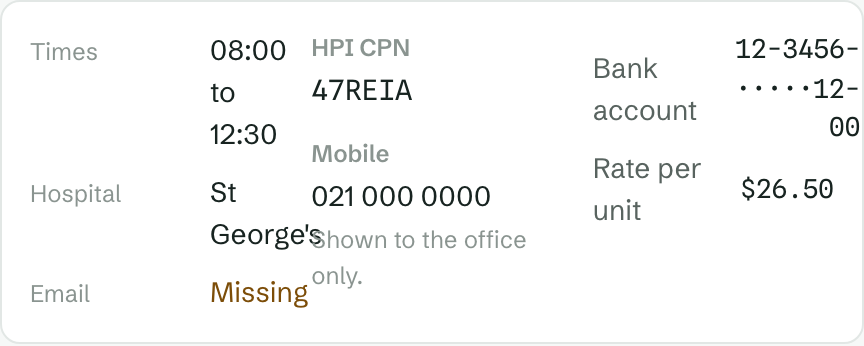 Times
08:00
to
12:30
Hospital
St
George's
Email
Missing
HPI CPN
47REIA
Mobile
021 000 0000
Shown to the office
only.
Bank
account
12-3456-
·····12-
00
Rate per
unit
$26.50